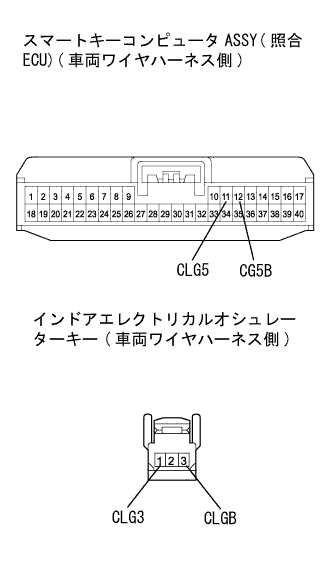 スマートキーコンピュータ ASSY( 照合
ECU)( 車両ワイヤハーネス側 )
1 2 3 4 5 6 7 8 9 10 11 12 13 14 15 16 17
18 19 20 21 22 23 24 25 26 27 28 29 30 31 32 33 34 35 36 37 38 39 40
CLG5 CG5B
インドアエレクトリカルオシュレー
ターキー ( 車両ワイヤハーネス側 )
1 2 3
CLG3 CLGB